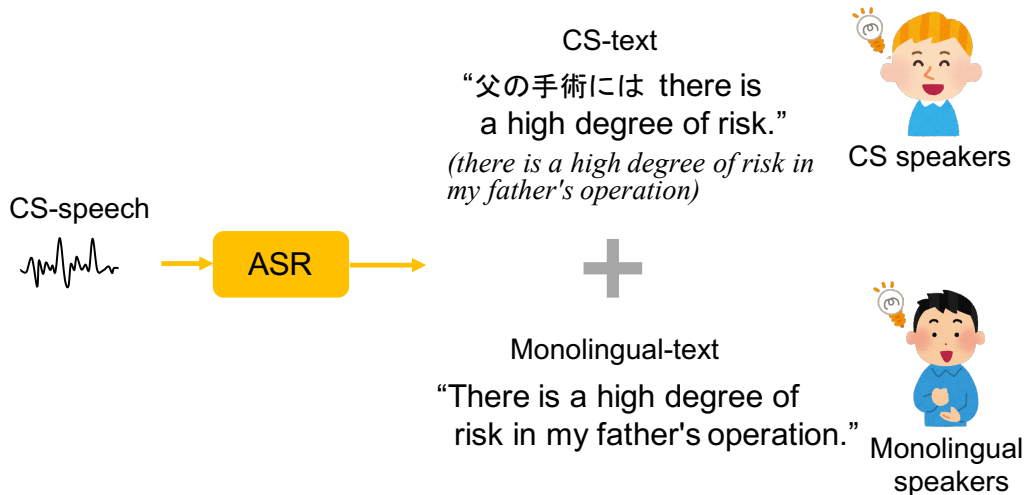 CS-text
“父の手術には there is
a high degree of risk.”
(there is a high degree of risk in
my father's operation)
CS speakers
CS-speech
ASR
Monolingual-text
“There is a high degree of
risk in my father's operation.”
Monolingual
speakers